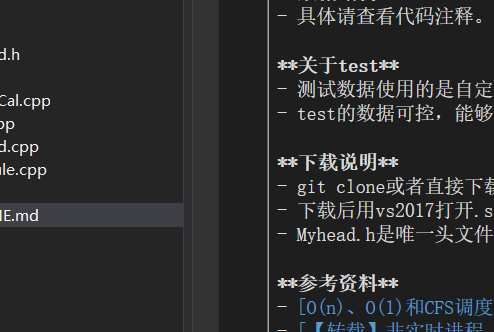 d.h
Cal.cpp
pp
d.cpp
ule.cpp
IE.md
- 具体请查看代码注释。
**关于test**
- 测试数据使用的是自定
- test的数据可控，能够
**下载说明**
- git clone或者直接下载
- 下载后用vs2017打开.s
- Myhead.h是唯一头文件
**参考资料**
- [O(n)、O(1)和CFS调度
- [【转载】非实时进程